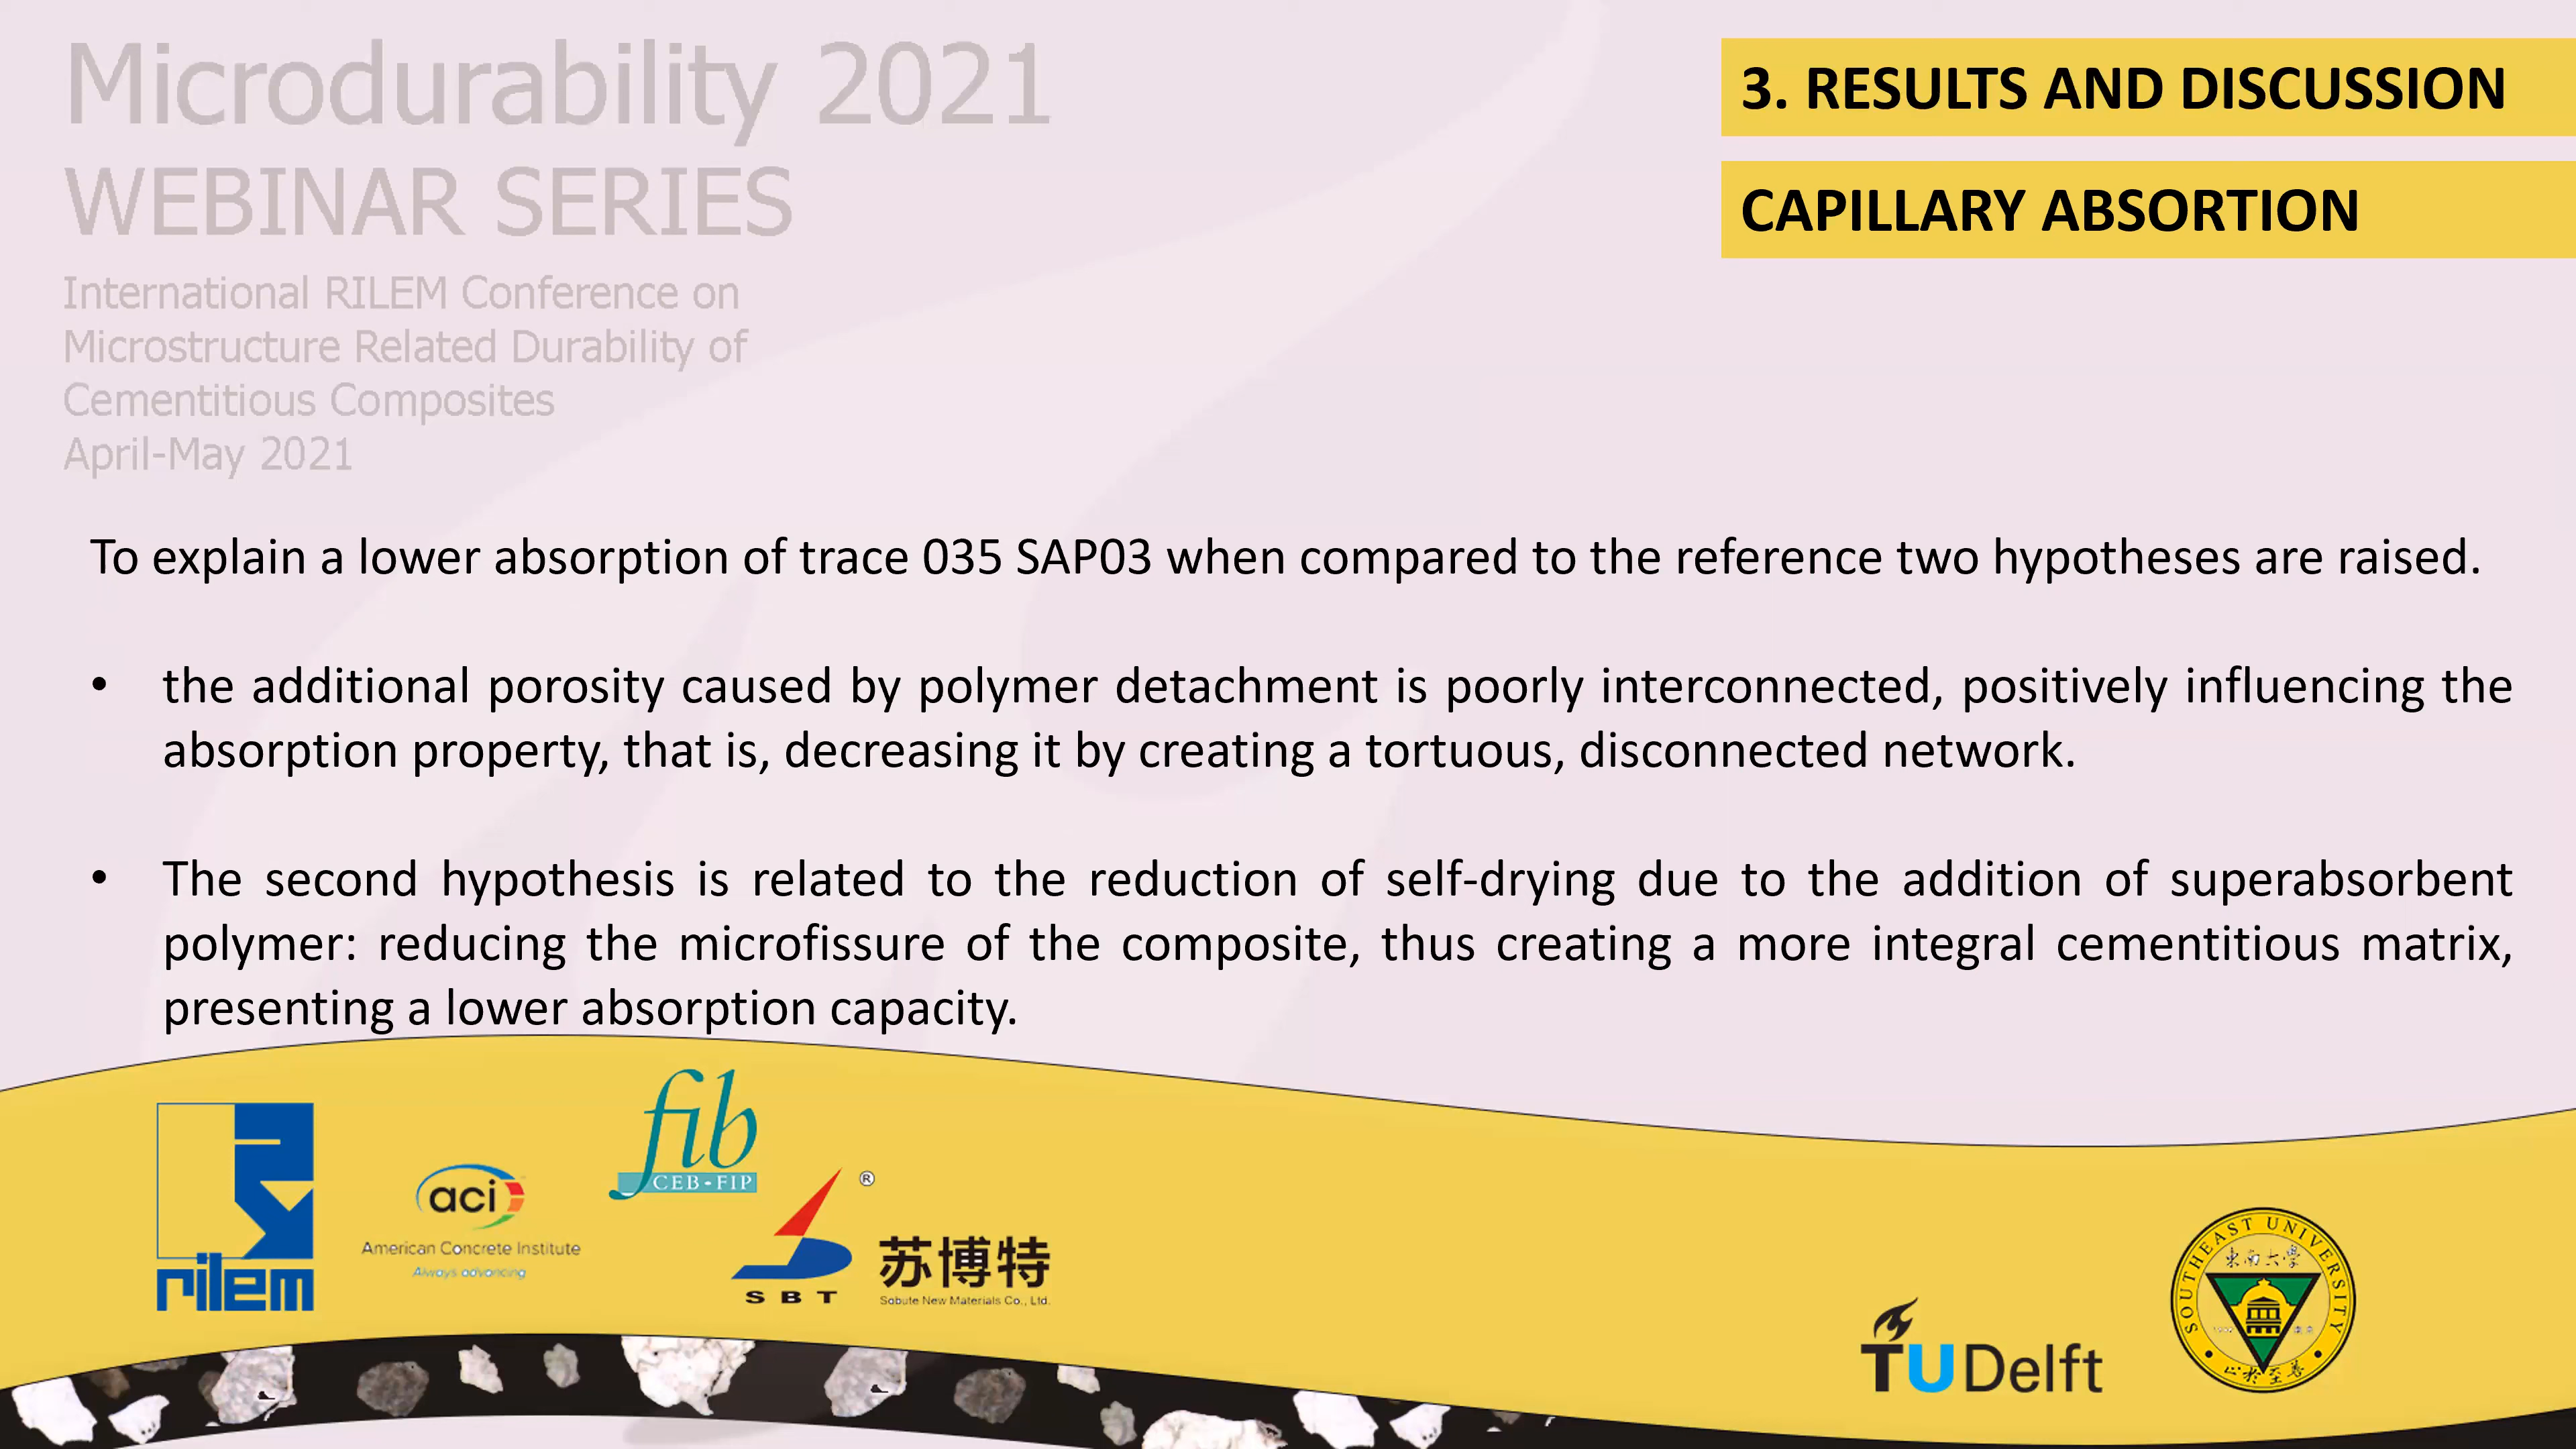 Microdurability 2021
WEBINAR SERIES
International RILEM Conference on
Microstructure Related Durability of
Cementitious Composites
April-May 2021
3. RESULTS AND DISCUSSION
CAPILLARY ABSORTION
To explain a lower absorption of trace 035 SAP03 when compared to the reference two hypotheses are raised.
• the additional porosity caused by polymer detachment is poorly interconnected, positively influencing the
absorption property, that is, decreasing it by creating a tortuous, disconnected network.
• The second hypothesis is related to the reduction of self-drying due to the addition of superabsorbent
polymer: reducing the microfissure of the composite, thus creating a more integral cementitious matrix,
presenting a lower absorption capacity.
rilem
aci
American Concrete Institute
Always advancing
fib
CEB-FIP
®
SBT
苏博特
Sobute New Materials Co., Ltd.
TUDelft
SOUTHEAST UNIVERSITY
東南大學